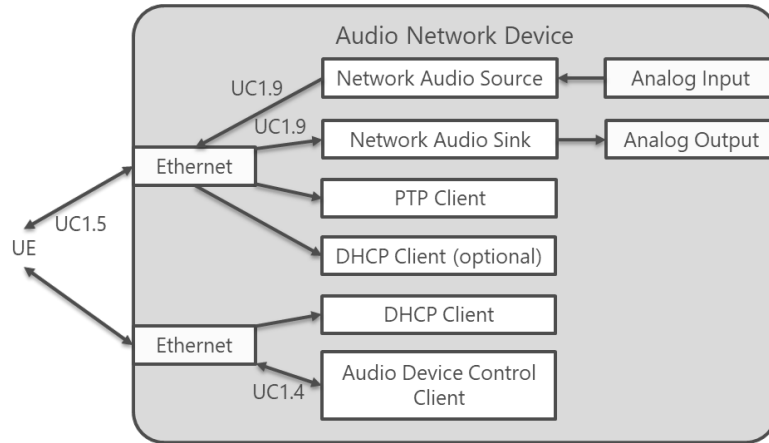 Audio Network Device
UC1.9
Network Audio Source
Analog Input
UC1.9
Network Audio Sink
Analog Output
Ethernet
PTP Client
UC1.5
UE
DHCP Client (optional)
DHCP Client
Ethernet
UC1.4
Audio Device Control
Client